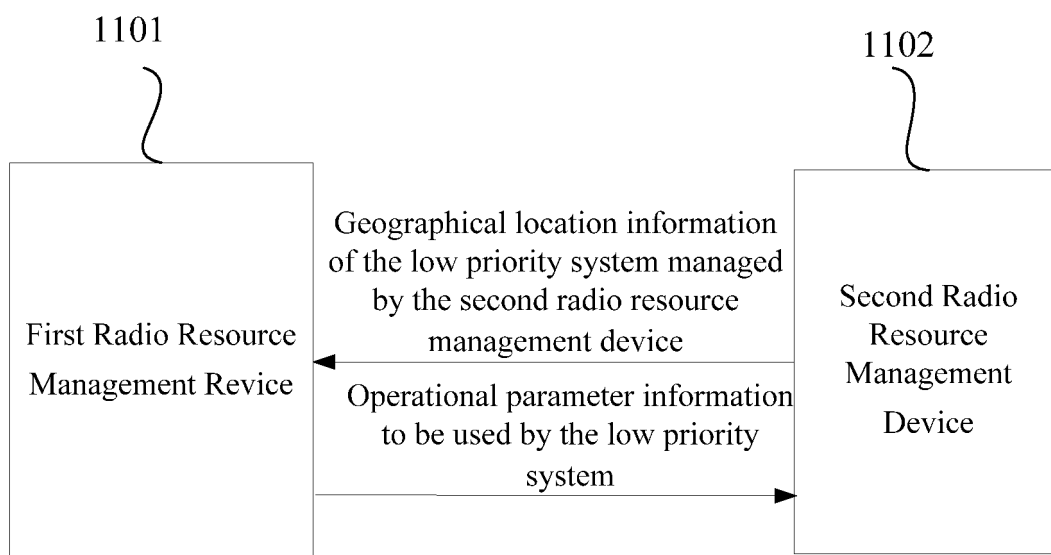 1101
1102
Geographical location information
of the low priority system managed
by the second radio resource
management device
First Radio Resource
Management Revice
Second Radio
Resource
Management
Device
Operational parameter information
to be used by the low priority
system